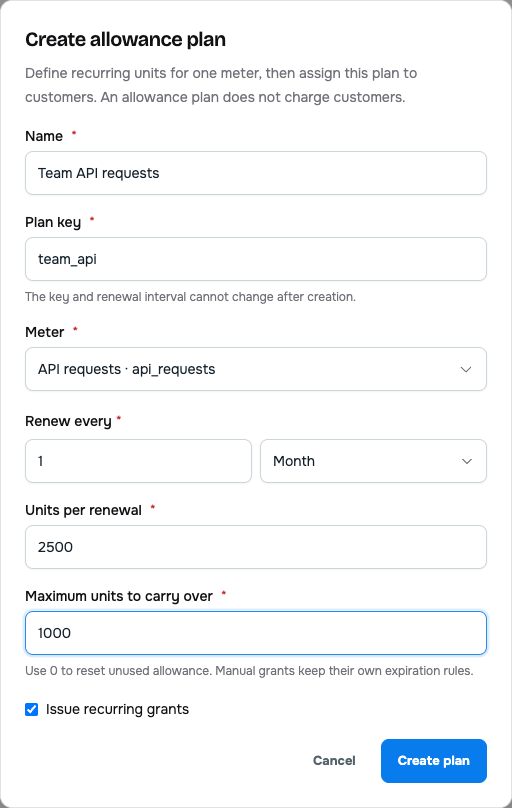 Create allowance plan
Define recurring units for one meter, then assign this plan to
customers. An allowance plan does not charge customers.
Name *
Team API requests
Plan key *
team_api
The key and renewal interval cannot change after creation.
Meter *
API requests · api_requests
Renew every *
1
Month
Units per renewal *
2500
Maximum units to carry over *
1000
Use 0 to reset unused allowance. Manual grants keep their own expiration rules.
Issue recurring grants
Cancel
Create plan